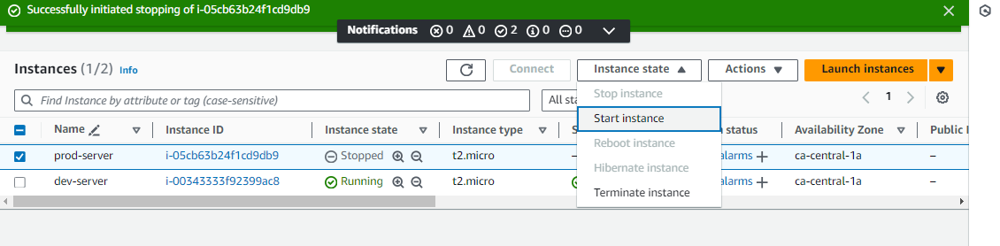 Successfully initiated stopping of i-05cb63b24f1cd9db9
Notifications 0 0 2 0 0
Instances (1/2) Info Connect Instance state Actions Launch instances
Find Instance by attribute or tag (case-sensitive) All sta 1
Stop instance
Start instance
Reboot instance
Hibernate instance
Terminate instance
Name Instance ID Instance state Instance type S status Availability Zone Public I
prod-server i-05cb63b24f1cd9db9 Stopped t2.micro – alarms + ca-central-1a –
dev-server i-00343333f92399ac8 Running t2.micro alarms + ca-central-1a –